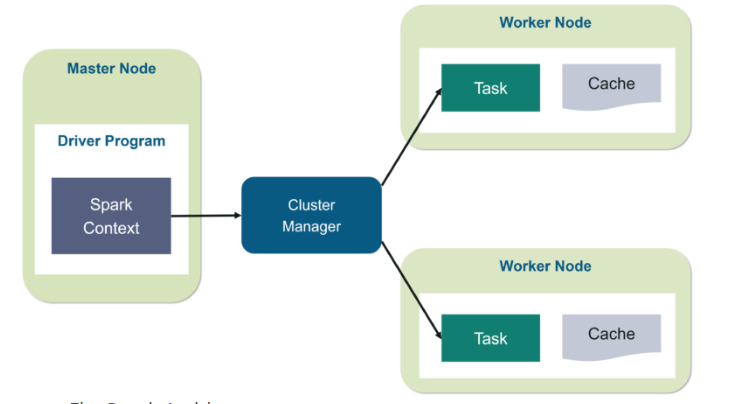 Master Node
Driver Program
Spark
Context
Cluster
Manager
Worker Node
Task
Cache
Worker Node
Task
Cache